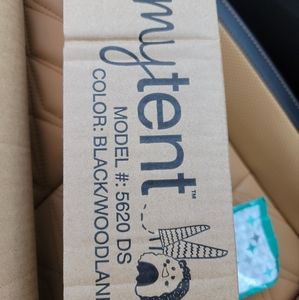 mytent™
MODEL #: 5620 DS
COLOR: BLACK/WOODLAN